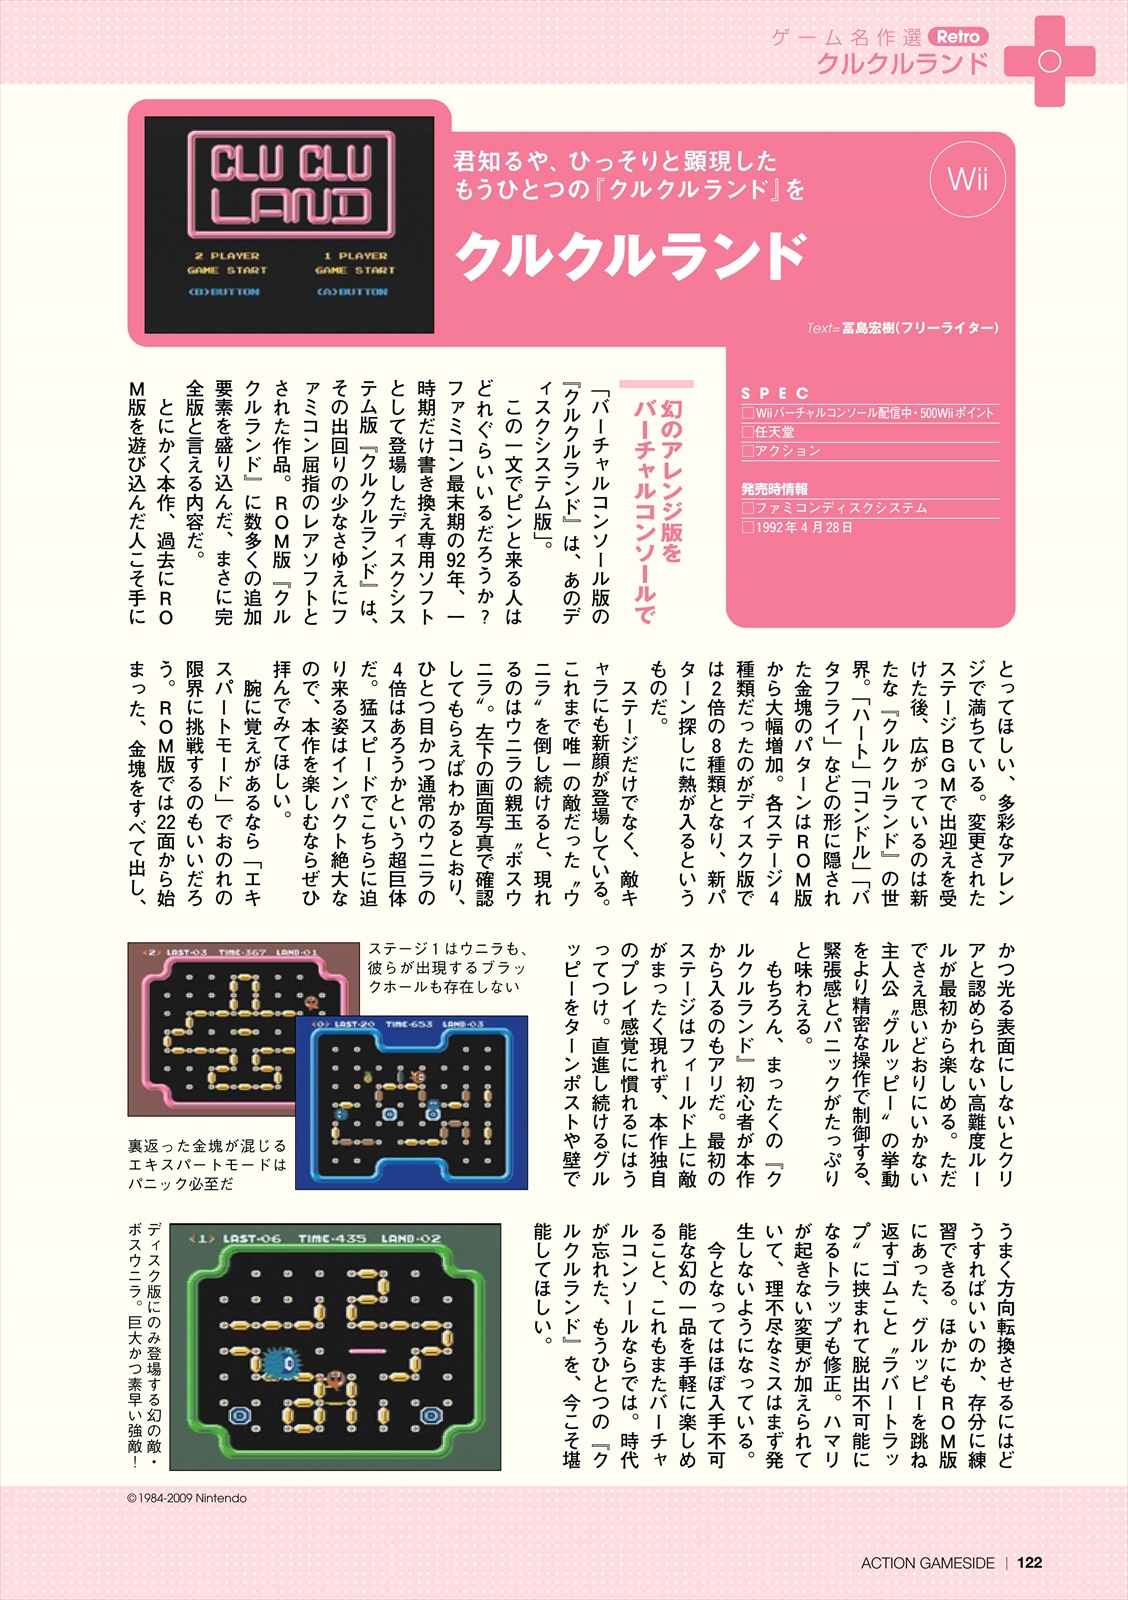 ゲーム名作選 Retro
クルクルランド
CLU CLU
LAND
2 PLAYER
GAME START
(B)BUTTON
1 PLAYER
GAME START
(A)BUTTON
君知るや、ひっそりと顕現した
もうひとつの『クルクルランド』を
クルクルランド
Wii
Text=冨島宏樹(フリーライター)
SPEC
□Wiiバーチャルコンソール配信中・500Wiiポイント
□任天堂
□アクション
発売時情報
□ファミコンディスクシステム
□1992年4月28日
幻のアレンジ版を
バーチャルコンソールで
「バーチャルコンソール版の
『クルクルランド』は、あのデ
ィスクシステム版」。
この一文でピンと来る人は
どれぐらいいるだろうか?
ファミコン最末期の92年、一
時期だけ書き換え専用ソフト
として登場したディスクシス
テム版『クルクルランド』は、
その出回りの少なさゆえにフ
ァミコン屈指のレアソフトと
された作品。ROM版『クル
クルランド』に数多くの追加
要素を盛り込んだ、まさに完
全版と言える内容だ。
とにかく本作、過去にRO
M版を遊び込んだ人こそ手に
とってほしい、多彩なアレン
ジで満ちている。変更された
ステージBGMで出迎えを受
けた後、広がっているのは新
たな『クルクルランド』の世
界。「ハート」「コンドル」「バ
タフライ」などの形に隠され
た金塊のパターンはROM版
から大幅増加。各ステージ4
種類だったのがディスク版で
は2倍の8種類となり、新パ
ターン探しに熱が入るという
ものだ。
ステージだけでなく、敵キ
ャラにも新顔が登場している。
これまで唯一の敵だった〝ウ
ニラ〟を倒し続けると、現れ
るのはウニラの親玉〝ボスウ
ニラ〟。左下の画面写真で確認
してもらえばわかるとおり、
ひとつ目かつ通常のウニラの
4倍はあろうかという超巨体
だ。猛スピードでこちらに迫
り来る姿はインパクト絶大な
ので、本作を楽しむならぜひ
拝んでみてほしい。
腕に覚えがあるなら「エキ
スパートモード」でおのれの
限界に挑戦するのもいいだろ
う。ROM版では22面から始
まった、金塊をすべて出し、
かつ光る表面にしないとクリ
アと認められない高難度ルー
ルが最初から楽しめる。ただ
でさえ思いどおりにいかない
主人公〝グルッピー〟の挙動
をより精密な操作で制御する、
緊張感とパニックがたっぷり
と味わえる。
もちろん、まったくの『ク
ルクルランド』初心者が本作
から入るのもアリだ。最初の
ステージはフィールド上に敵
がまったく現れず、本作独自
のプレイ感覚に慣れるにはう
ってつけ。直進し続けるグル
ッピーをターンポストや壁で
うまく方向転換させるにはど
うすればいいのか、存分に練
習できる。ほかにもROM版
にあった、グルッピーを跳ね
返すゴムこと〝ラバートラッ
プ〟に挟まれて脱出不可能に
なるトラップも修正。ハマリ
が起きない変更が加えられて
いて、理不尽なミスはまず発
生しないようになっている。
今となってはほぼ入手不可
能な幻の一品を手軽に楽しめ
ること、これもまたバーチャ
ルコンソールならでは。時代
が忘れた、もうひとつの『ク
ルクルランド』を、今こそ堪
能してほしい。
(2) LAST-03 TIME-367 LAND-01
ステージ1はウニラも、
彼らが出現するブラッ
クホールも存在しない
(0) LAST-20 TIME-653 LAND-03
裏返った金塊が混じる
エキスパートモードは
パニック必至だ
(1) LAST-06 TIME-435 LAND-02
ディスク版にのみ登場する幻の敵・
ボスウニラ。巨大かつ素早い強敵!
©1984-2009 Nintendo
ACTION GAMESIDE | 122